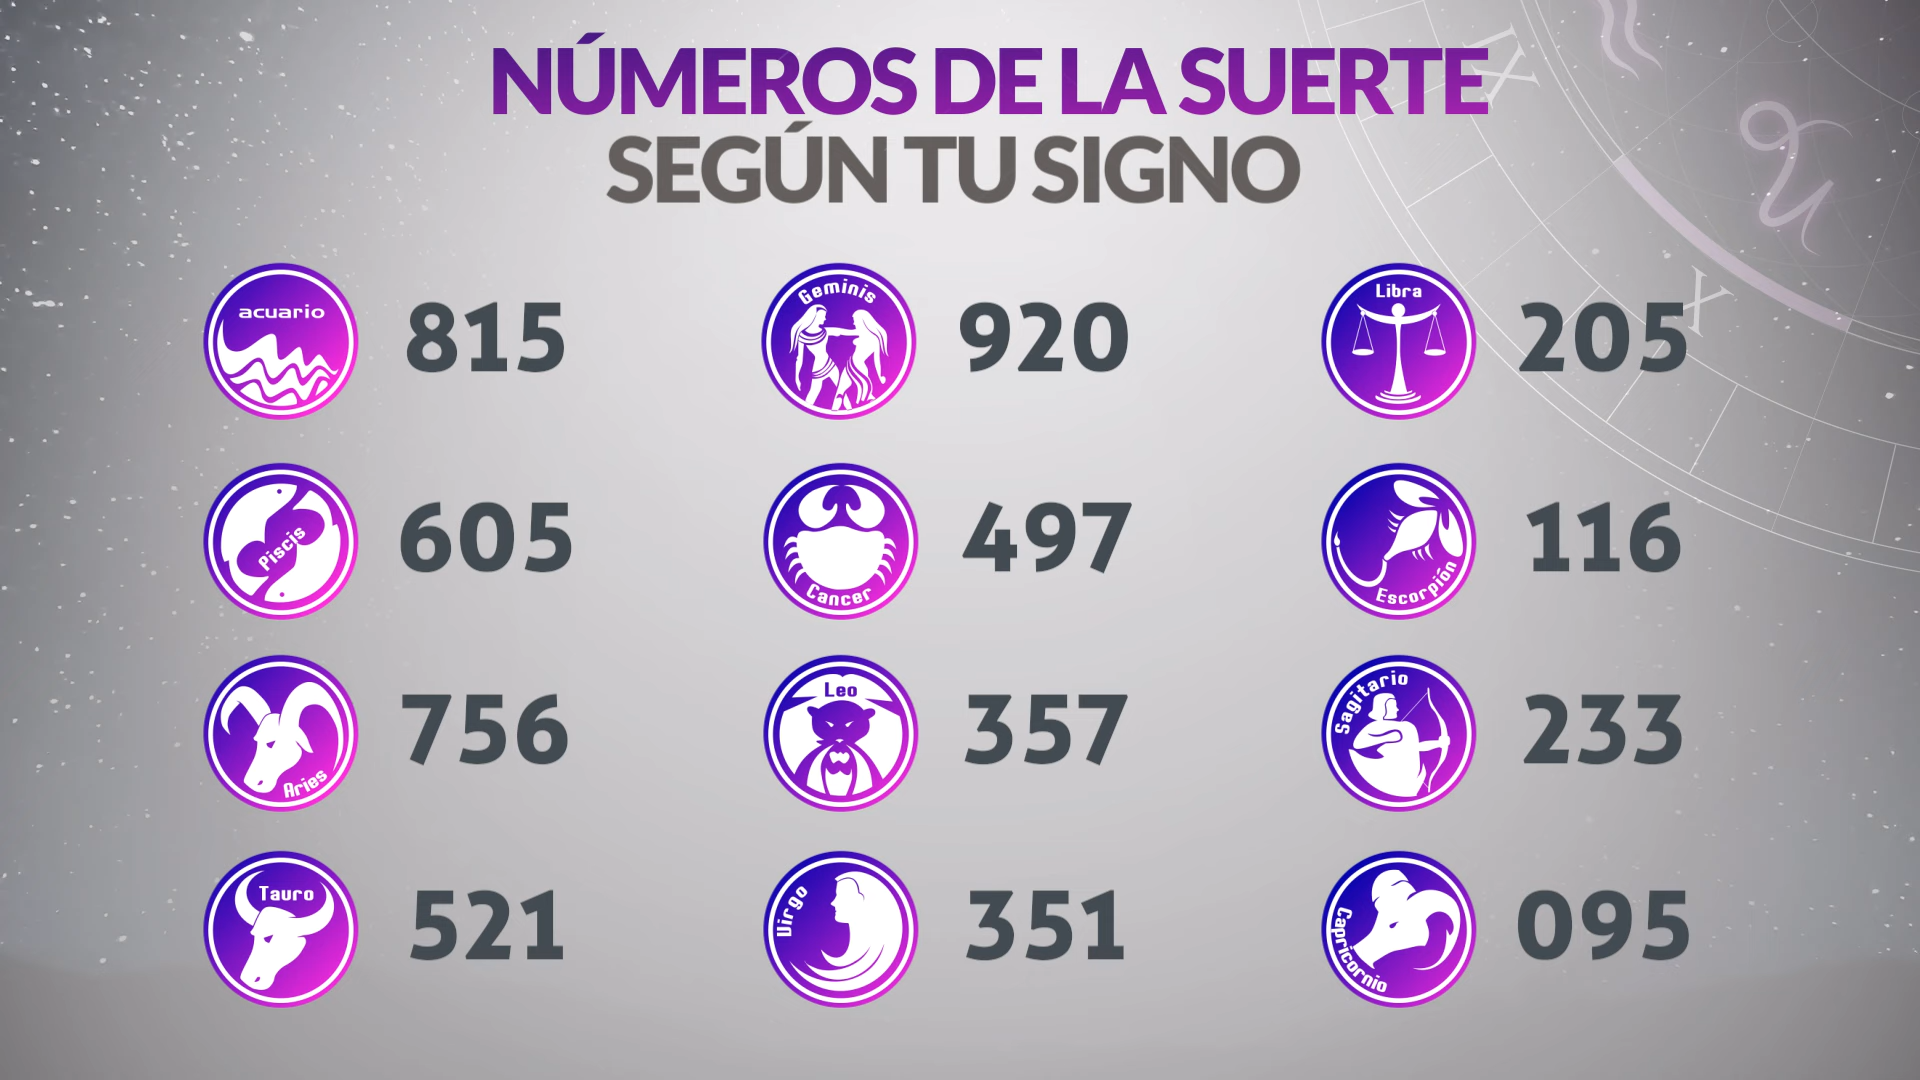 NÚMEROS DE LA SUERTE
SEGÚN TU SIGNO
acuario 815
Geminis 920
Libra 205
Piscis 605
Cancer 497
Escorpión 116
Aries 756
Leo 357
Sagitario 233
Tauro 521
Virgo 351
Capricornio 095